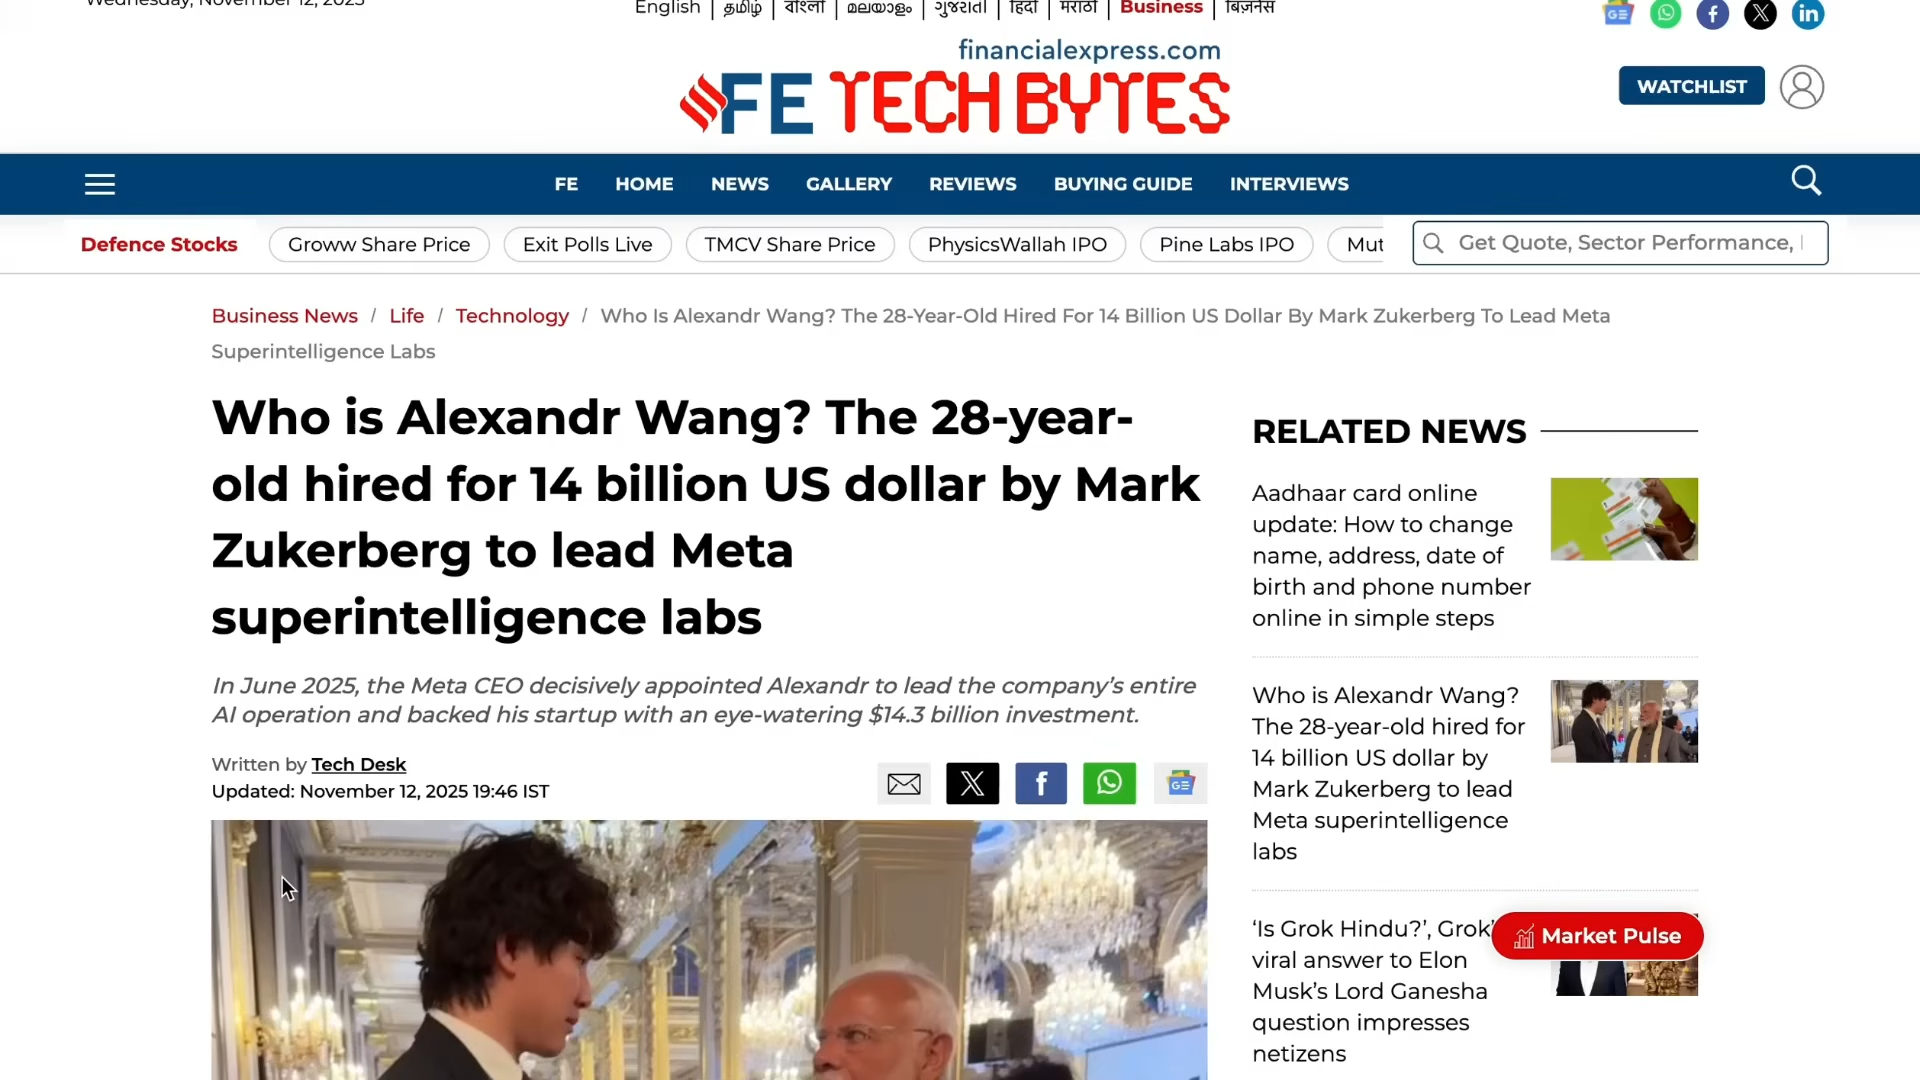 Wednesday, November 12, 2025
English | தமிழ் | বাংলা | മലയാളം | ગુજરાતી | हिंदी | मराठी | Business | बिज़नेस
financialexpress.com
FE TECH BYTES
WATCHLIST
FE HOME NEWS GALLERY REVIEWS BUYING GUIDE INTERVIEWS
Defence Stocks Groww Share Price Exit Polls Live TMCV Share Price PhysicsWallah IPO Pine Labs IPO Mut Get Quote, Sector Performance,
Business News / Life / Technology / Who Is Alexandr Wang? The 28-Year-Old Hired For 14 Billion US Dollar By Mark Zukerberg To Lead Meta
Superintelligence Labs
Who is Alexandr Wang? The 28-year-
old hired for 14 billion US dollar by Mark
Zukerberg to lead Meta
superintelligence labs
In June 2025, the Meta CEO decisively appointed Alexandr to lead the company’s entire
AI operation and backed his startup with an eye-watering $14.3 billion investment.
Written by Tech Desk
Updated: November 12, 2025 19:46 IST
RELATED NEWS
Aadhaar card online
update: How to change
name, address, date of
birth and phone number
online in simple steps
Who is Alexandr Wang?
The 28-year-old hired for
14 billion US dollar by
Mark Zukerberg to lead
Meta superintelligence
labs
‘Is Grok Hindu?’, Grok’
viral answer to Elon
Musk’s Lord Ganesha
question impresses
netizens
Market Pulse